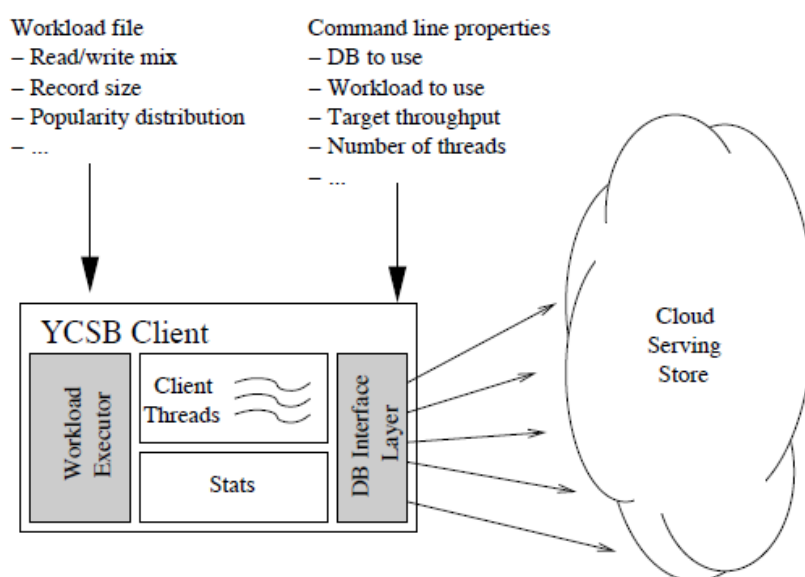 Workload file
– Read/write mix
– Record size
– Popularity distribution
– ...
Command line properties
– DB to use
– Workload to use
– Target throughput
– Number of threads
– ...
YCSB Client
Workload
Executor
Client
Threads
Stats
DB Interface
Layer
Cloud
Serving
Store